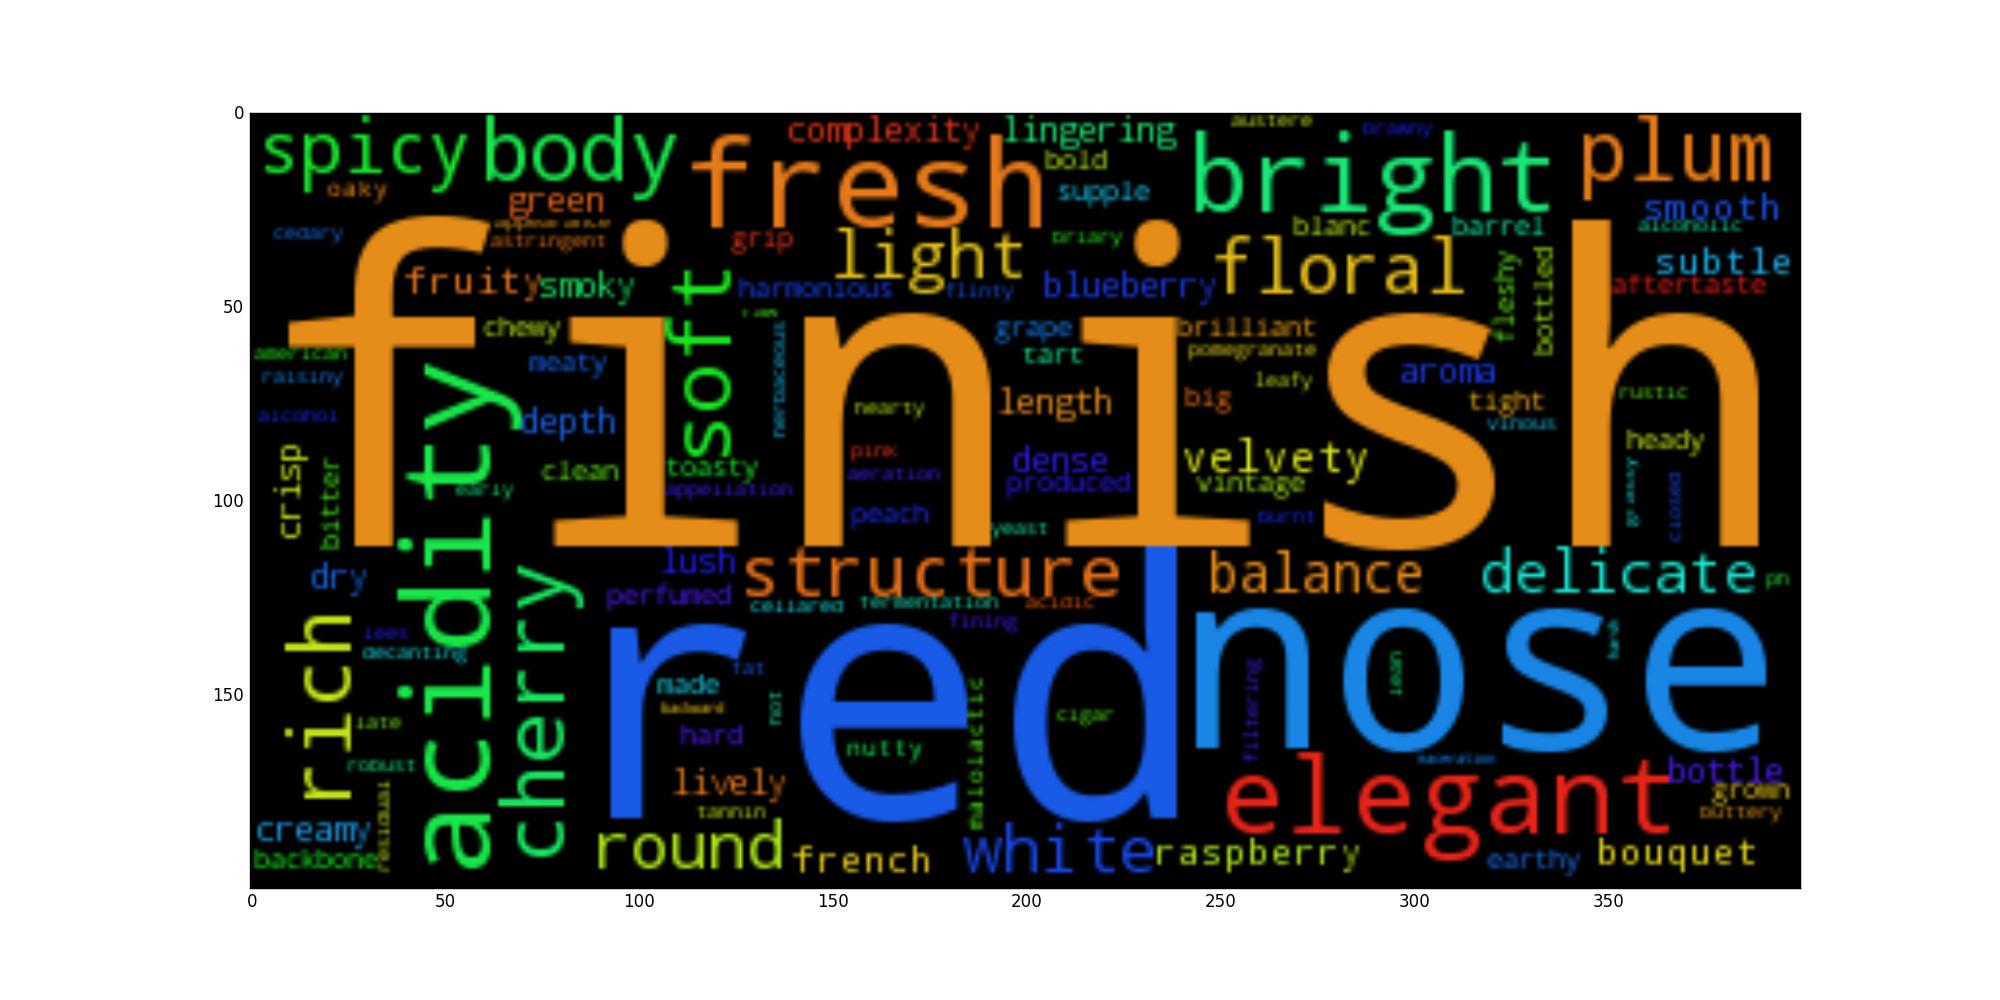 0
50
100
150
spicy body fresh complexity lingering austere brawny bright plum
oaky green bold supple smooth
cedary astringent grip light briary blanc barrel alcoholic
fruity smoky soft harmonious flinty blueberry floral fleshy bottled subtle aftertaste
finish
chewy grape brilliant
american meaty herbaceous tart pomegranate
raisiny leafy aroma
alcohol depth hearty length big tight vinous rustic
crisp bitter acidity clean toasty pink dense velvety heady
early appellation aeration produced vintage grassy closed
peach yeast burnt
dry lush structure balance delicate pn
perfumed cellared fermentation acidic
rich cherry red fining nose
lees decanting fat filtering lean
made not malolactic
late backward cigar
hard nutty
robust residual lively elegant bottle
tannin grown
creamy round white buttery
backbone french raspberry earthy bouquet
0 50 100 150 200 250 300 350